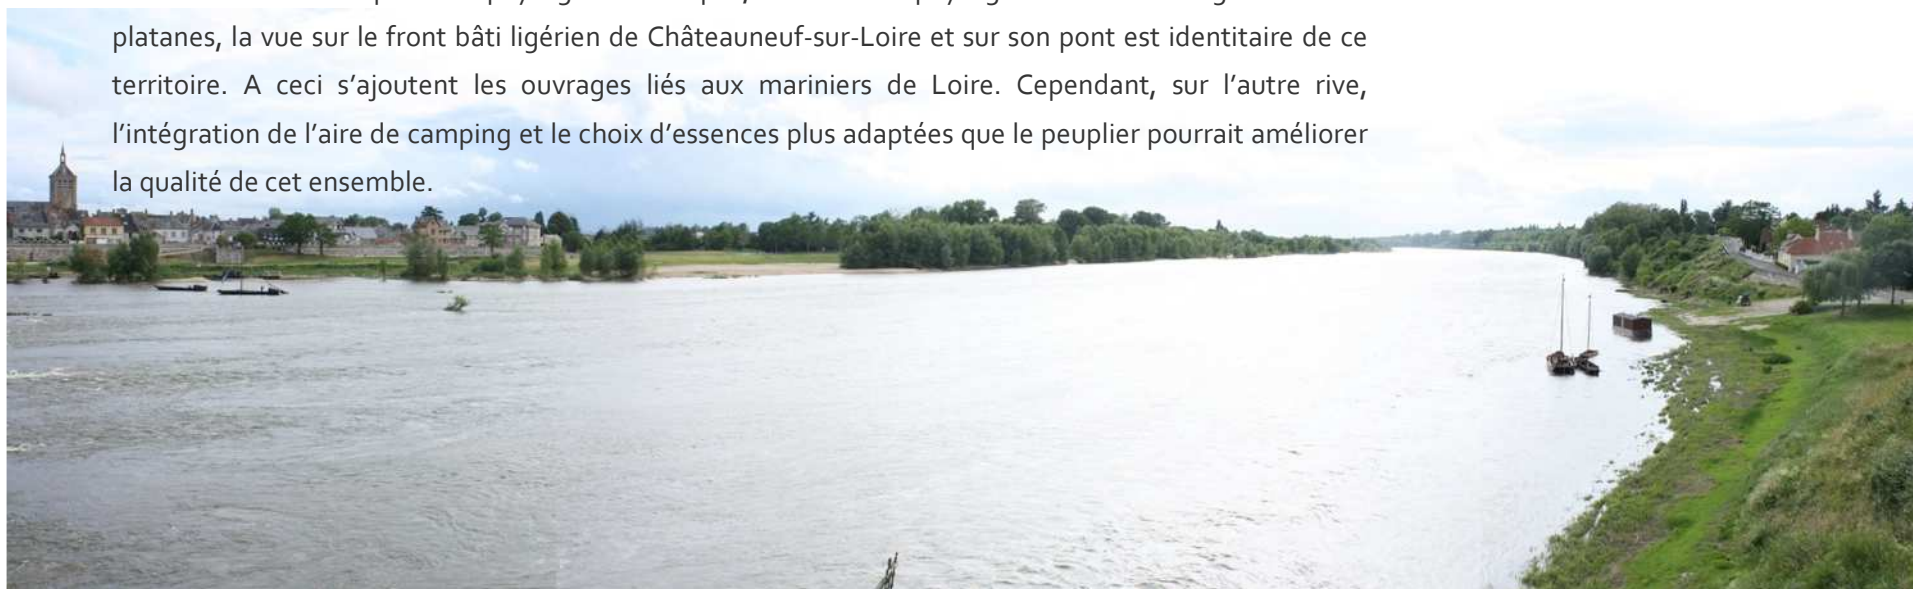 platanes, la vue sur le front bâti ligérien de Châteauneuf-sur-Loire et sur son pont est identitaire de ce
territoire. A ceci s’ajoutent les ouvrages liés aux mariniers de Loire. Cependant, sur l’autre rive,
l’intégration de l’aire de camping et le choix d’essences plus adaptées que le peuplier pourrait améliorer
la qualité de cet ensemble.